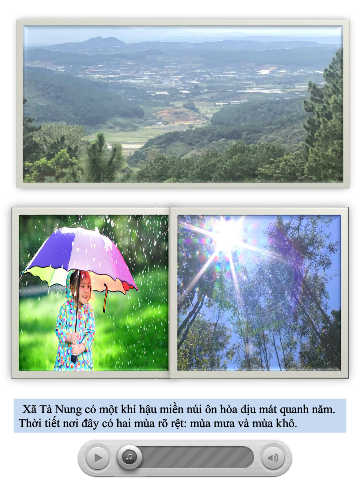 Xã Tà Nung có một khí hậu miền núi ôn hòa dịu mát quanh năm.
Thời tiết nơi đây có hai mùa rõ rệt: mùa mưa và mùa khô.